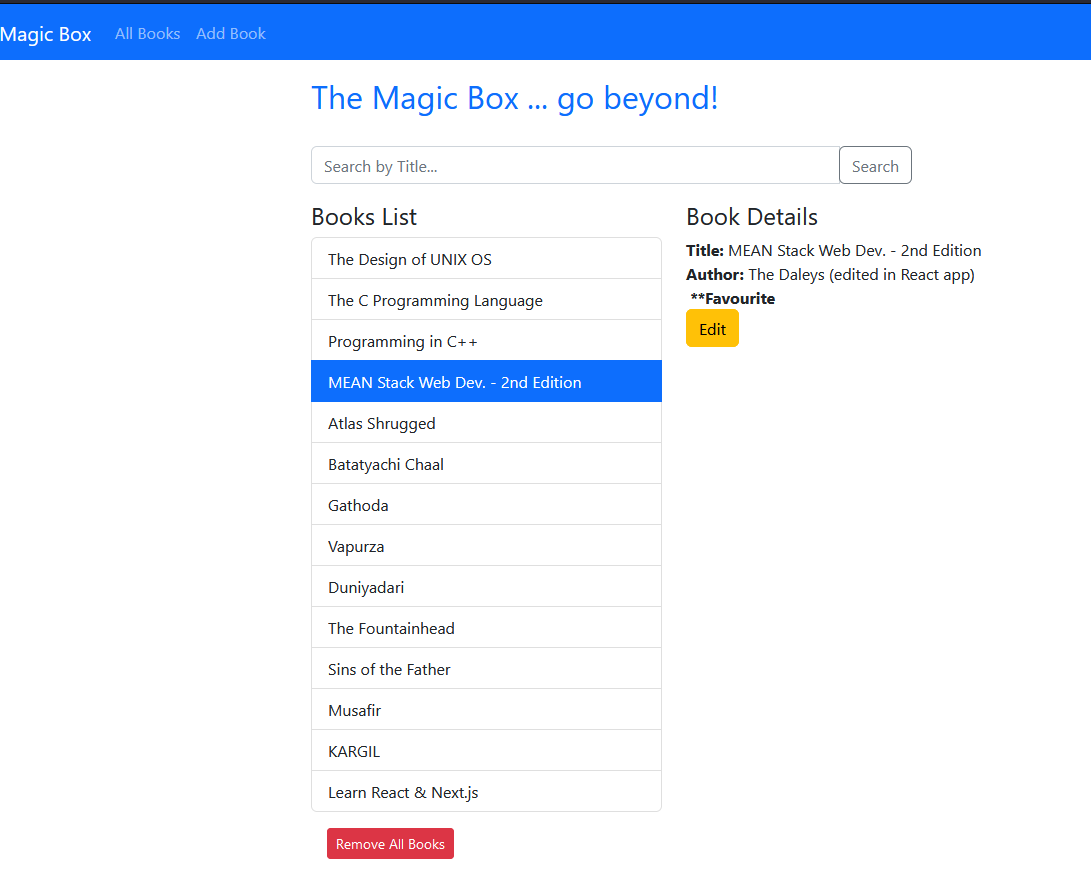 Magic Box All Books Add Book
The Magic Box ... go beyond!
Search by Title... Search
Books List
The Design of UNIX OS
The C Programming Language
Programming in C++
MEAN Stack Web Dev. - 2nd Edition
Atlas Shrugged
Batatyachi Chaal
Gathoda
Vapurza
Duniyadari
The Fountainhead
Sins of the Father
Musafir
KARGIL
Learn React & Next.js
Remove All Books
Book Details
Title: MEAN Stack Web Dev. - 2nd Edition
Author: The Daleys (edited in React app)
**Favourite
Edit